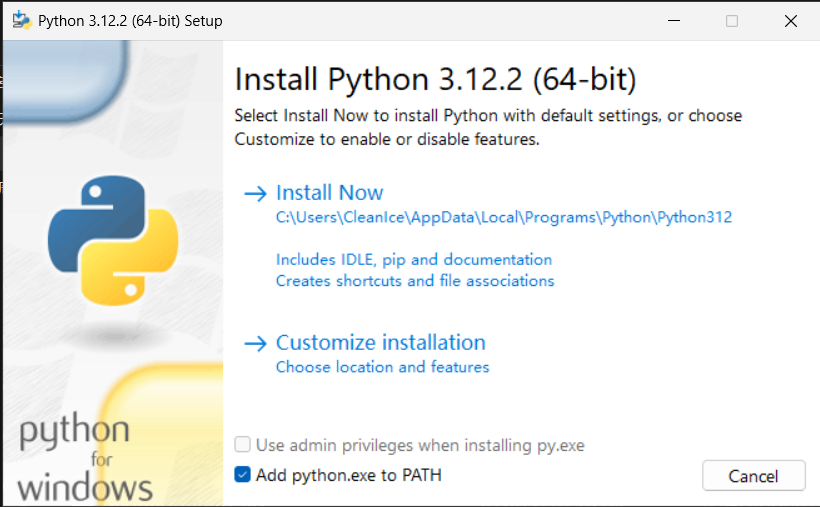 Python 3.12.2 (64-bit) Setup
Install Python 3.12.2 (64-bit)
Select Install Now to install Python with default settings, or choose
Customize to enable or disable features.
Install Now
C:\Users\CleanIce\AppData\Local\Programs\Python\Python312
Includes IDLE, pip and documentation
Creates shortcuts and file associations
Customize installation
Choose location and features
Use admin privileges when installing py.exe
Add python.exe to PATH
Cancel
python
for
windows